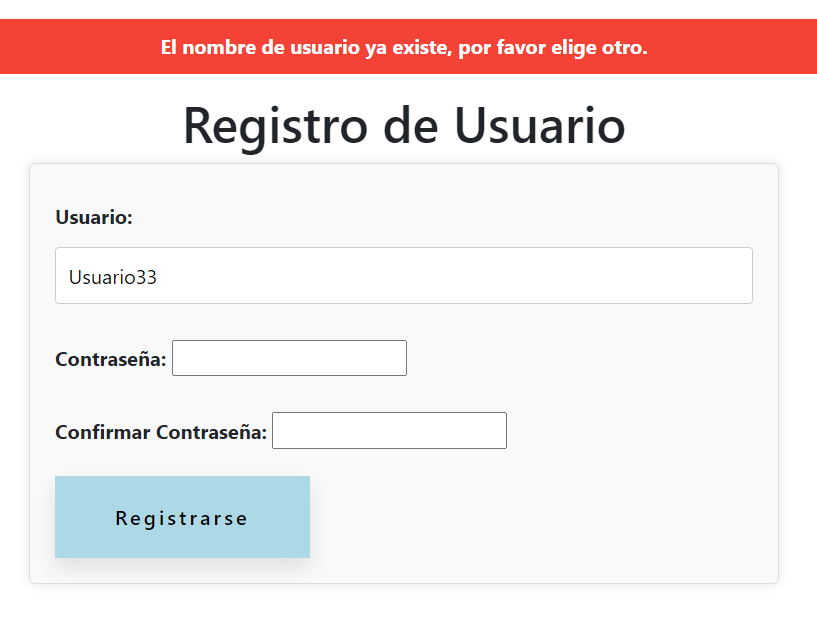 El nombre de usuario ya existe, por favor elige otro.
Registro de Usuario
Usuario:
Usuario33
Contraseña:
Confirmar Contraseña:
Registrarse